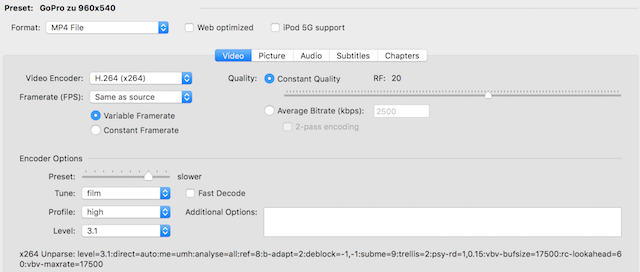 Preset: GoPro zu 960x540
Format: MP4 File Web optimized iPod 5G support
Video Picture Audio Subtitles Chapters
Video Encoder: H.264 (x264) Quality: Constant Quality RF: 20
Framerate (FPS): Same as source
Variable Framerate Average Bitrate (kbps): 2500
Constant Framerate 2-pass encoding
Encoder Options
Preset: slower
Tune: film Fast Decode
Profile: high Additional Options:
Level: 3.1
x264 Unparse: level=3.1:direct=auto:me=umh:analyse=all:ref=8:b-adapt=2:deblock=-1,-1:subme=9:trellis=2:psy-rd=1,0.15:vbv-bufsize=17500:rc-lookahead=6
0:vbv-maxrate=17500